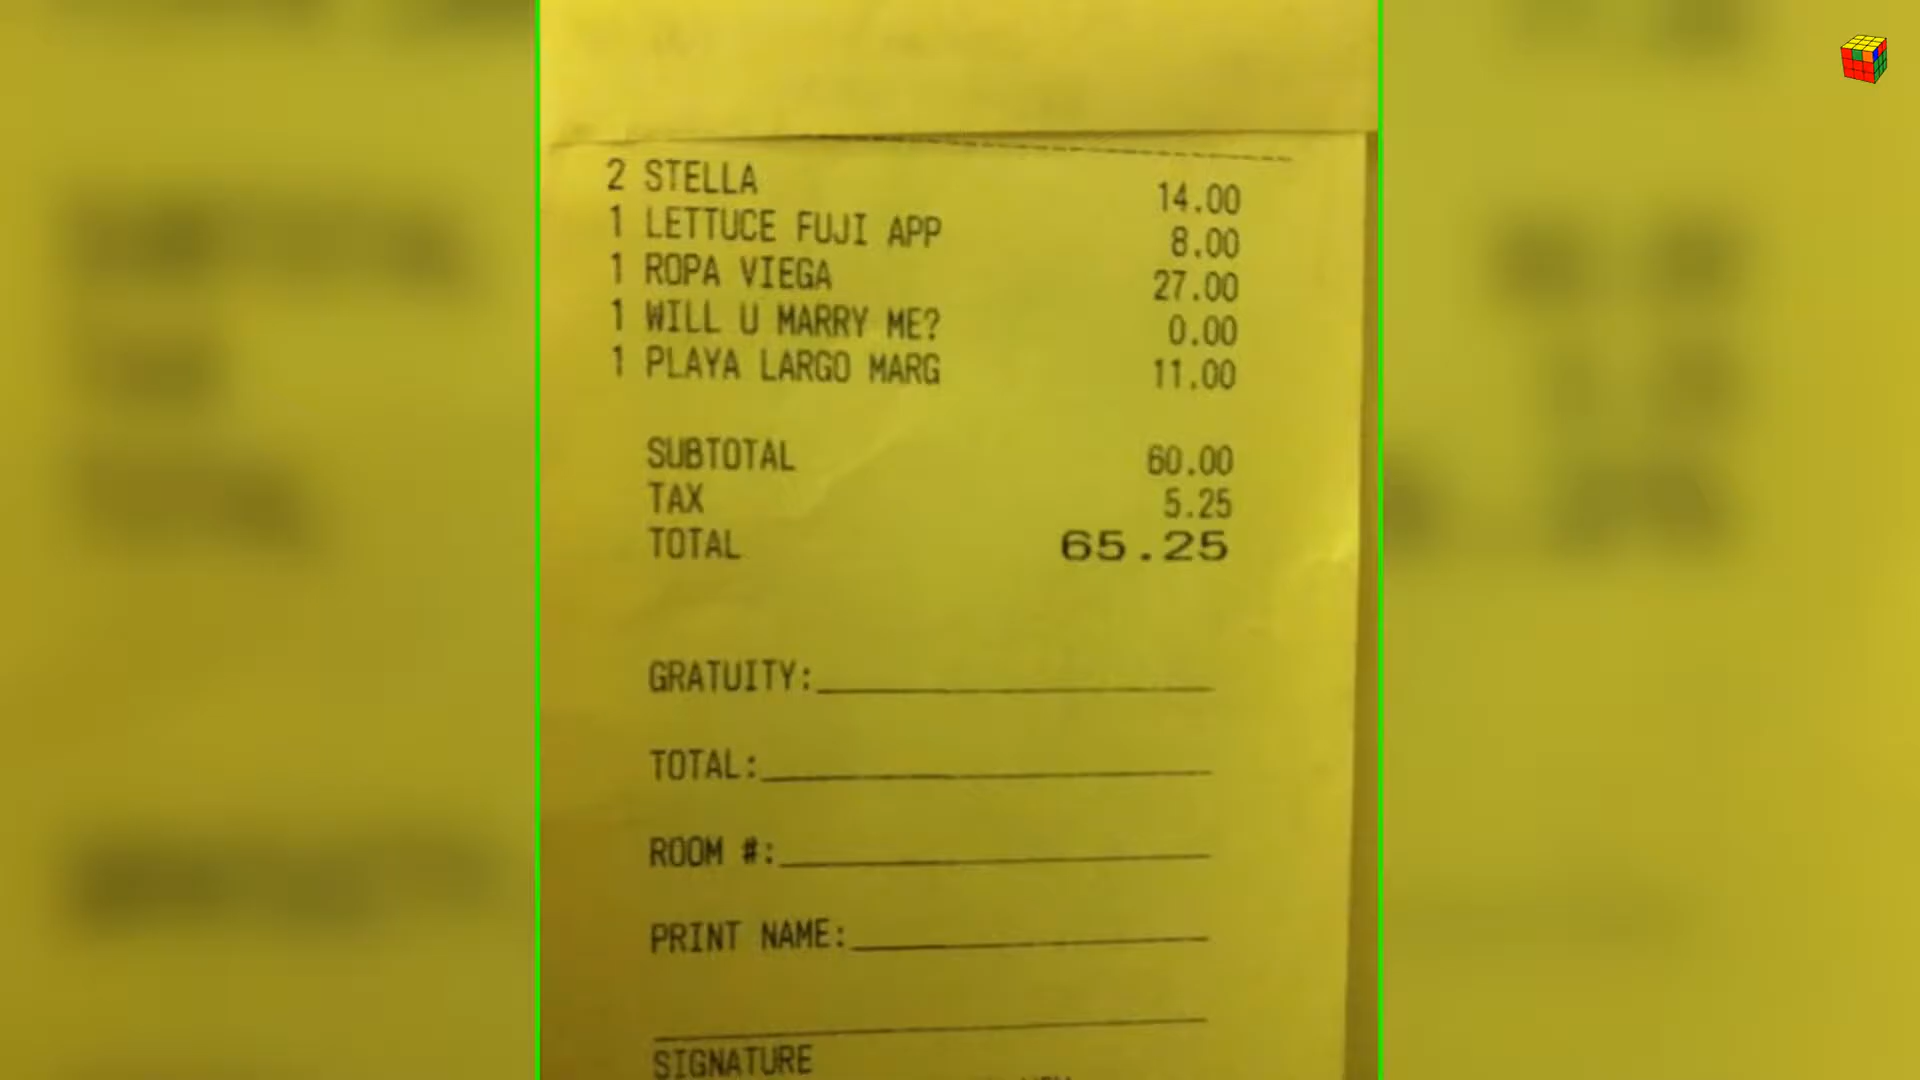 2 STELLA 14.00
1 LETTUCE FUJI APP 8.00
1 ROPA VIEGA 27.00
1 WILL U MARRY ME? 0.00
1 PLAYA LARGO MARG 11.00
SUBTOTAL 60.00
TAX 5.25
TOTAL 65.25
GRATUITY:
TOTAL:
ROOM #:
PRINT NAME:
SIGNATURE